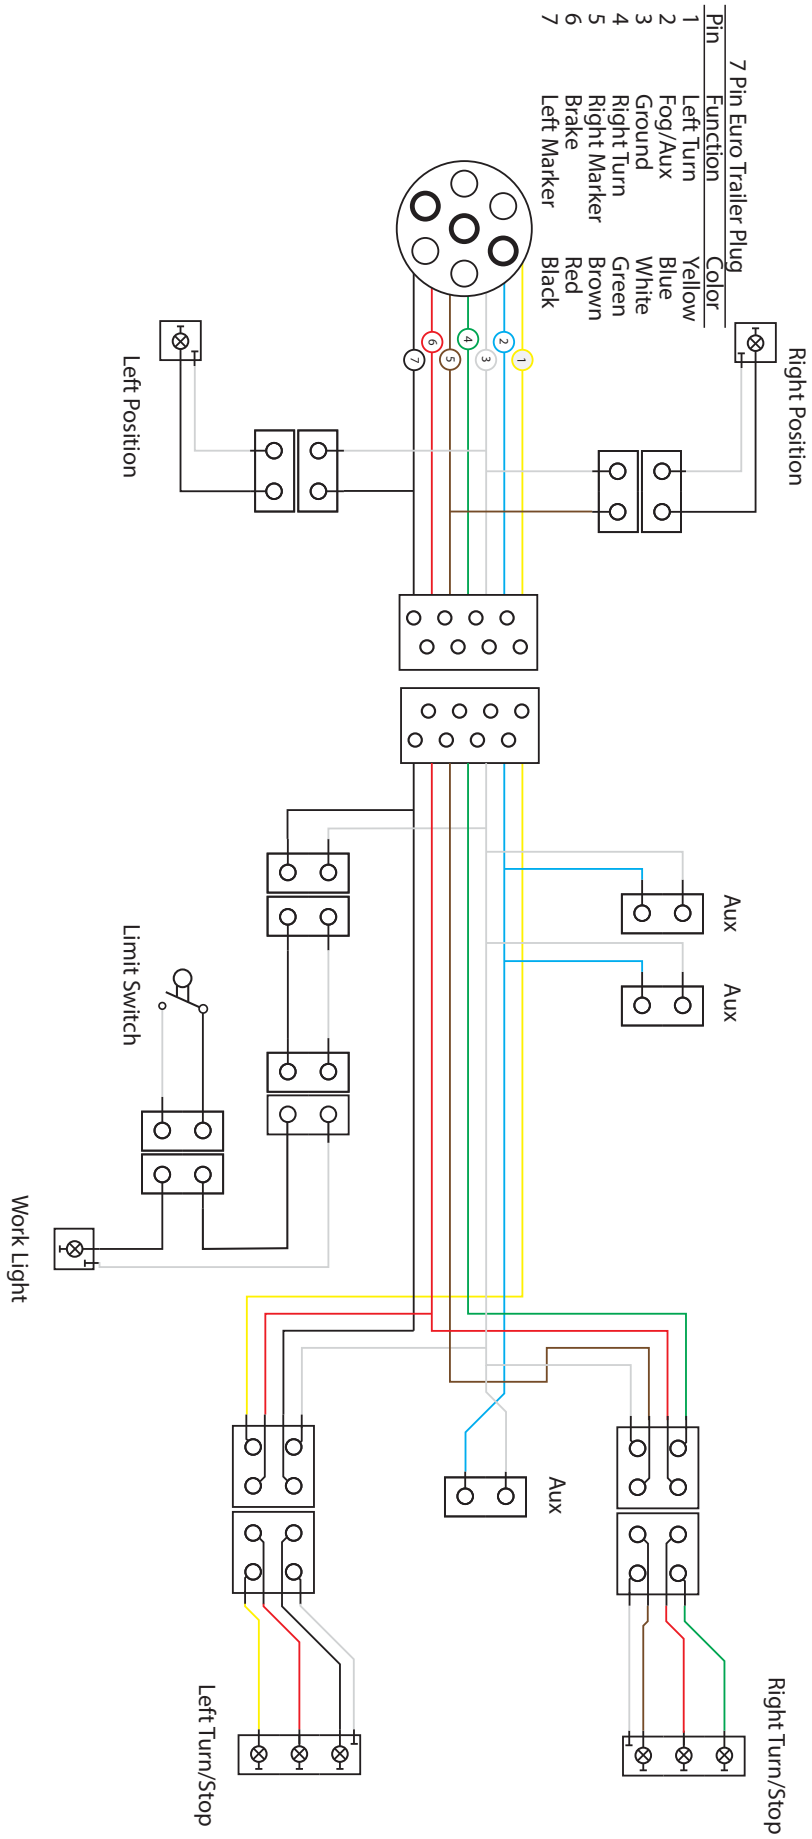 7 Pin Euro Trailer Plug
Pin Function Color
1 Left Turn Yellow
2 Fog/Aux Blue
3 Ground White
4 Right Turn Green
5 Right Marker Brown
6 Brake Red
7 Left Marker Black
Right Position
1
2
3
4
5
6
7
Left Position
Aux
Aux
Limit Switch
Work Light
Aux
Right Turn/Stop
Left Turn/Stop